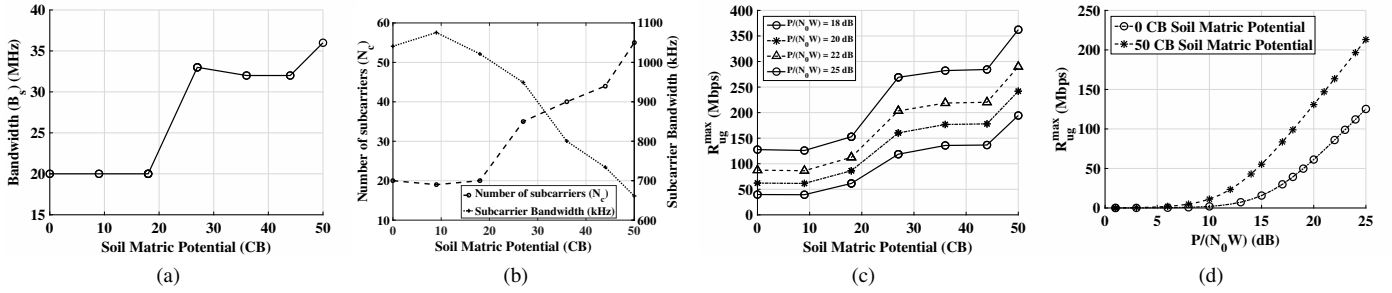 40
35
30
25
20
15
0 10 20 30 40 50
Bandwidth (B_s) (MHz)
Soil Matric Potential (CB)
(a)
60
50
40
30
20
10
1100
1000
900
800
700
600
0 10 20 30 40 50
Number of subcarriers (N_c)
Subcarrier Bandwidth (kHz)
Number of subcarriers (N_c)
Subcarrier Bandwidth (kHz)
Soil Matric Potential (CB)
(b)
400
350
300
250
200
150
100
50
0
0 10 20 30 40 50
R_ug^max (Mbps)
P/(N_0W) = 18 dB
P/(N_0W) = 20 dB
P/(N_0W) = 22 dB
P/(N_0W) = 25 dB
Soil Matric Potential (CB)
(c)
250
200
150
100
50
0
0 5 10 15 20 25
R_ug^max (Mbps)
0 CB Soil Matric Potential
50 CB Soil Matric Potential
P/(N_0W) (dB)
(d)